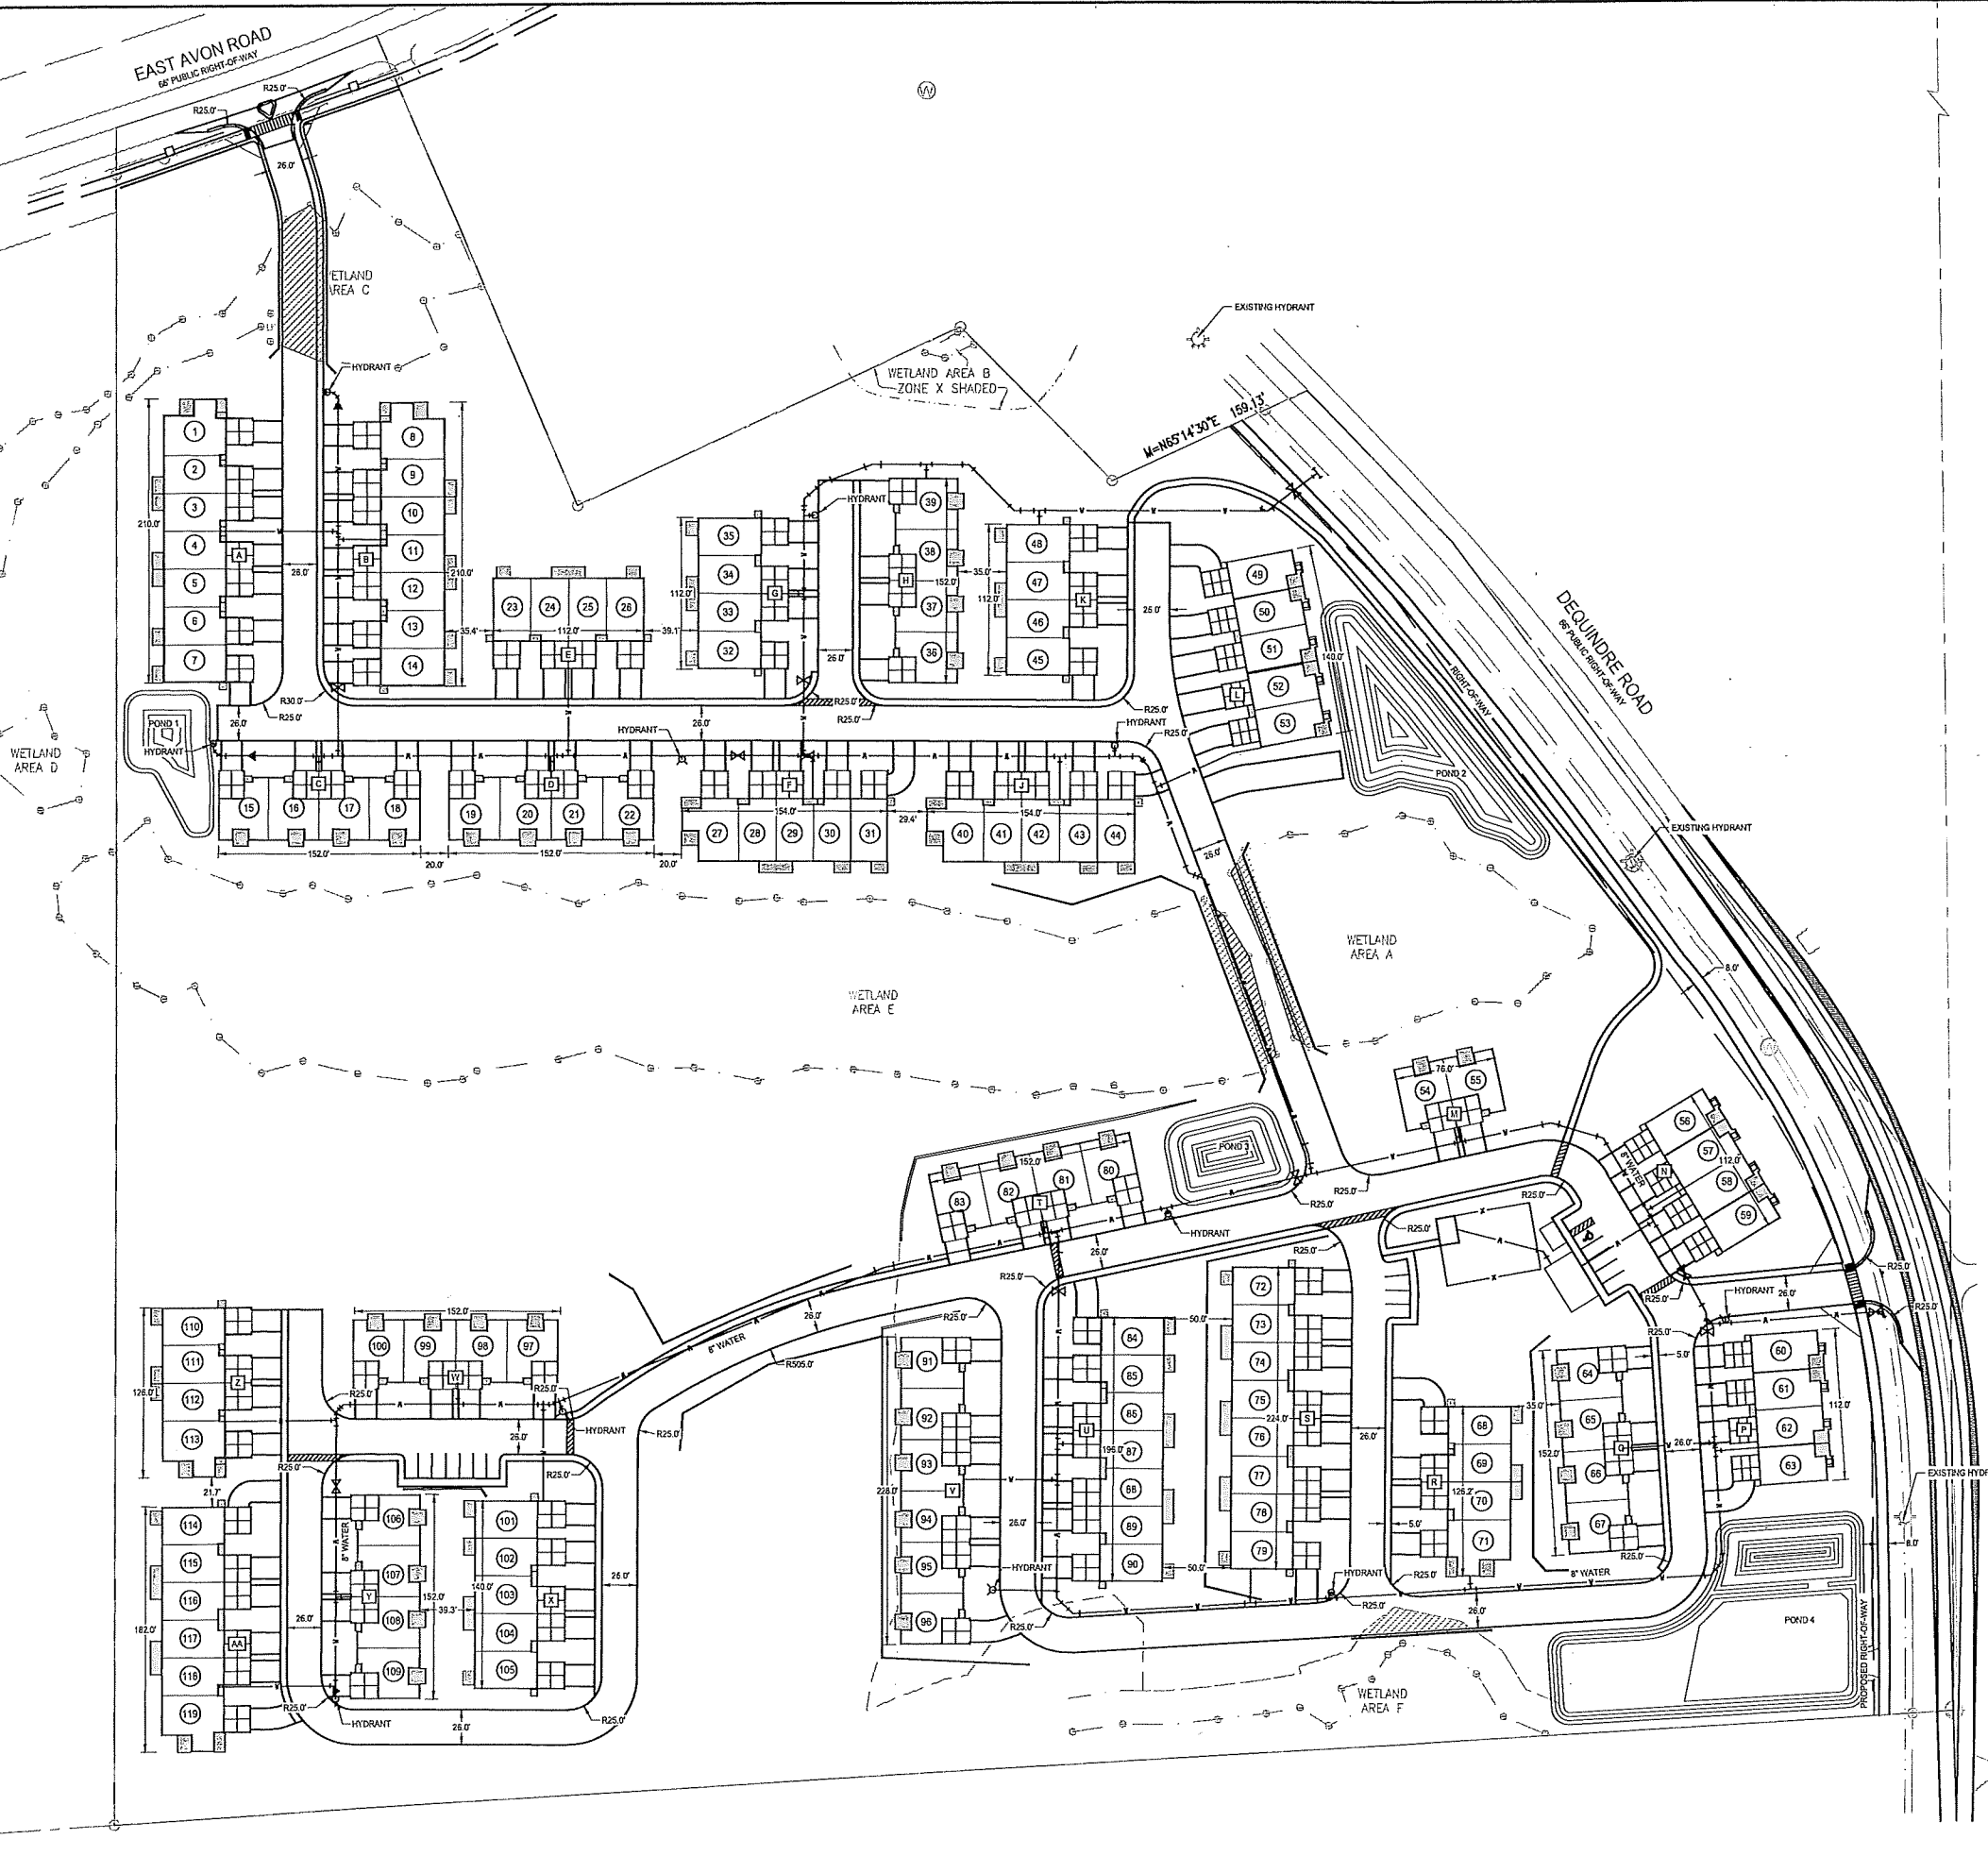 EAST AVON ROAD
66' PUBLIC RIGHT-OF-WAY
R25.0'
R25.0'
26.0'
W
WETLAND
AREA C
EXISTING HYDRANT
HYDRANT
WETLAND AREA B
ZONE X SHADED
M=N65°14'30"E 159.13'
DEQUINDRE ROAD
66' PUBLIC RIGHT-OF-WAY
RIGHT-OF-WAY
210.0'
1
2
3
4
5
6
7
A
26.0'
8
9
10
11
12
13
14
B
210.0'
35.4'
23
24
25
26
112.0'
E
39.1'
35
34
33
32
112.0'
G
HYDRANT
26.0'
39
38
37
36
H
152.0'
35.0'
48
47
46
45
112.0'
K
26.0'
49
50
51
52
53
L
140.0'
POND 2
R30.0'
R25.0'
R25.0'
R25.0'
R25.0'
HYDRANT
R25.0'
POND 1
HYDRANT
26.0'
HYDRANT
26.0'
WETLAND
AREA D
15
16
17
18
C
152.0'
20.0'
19
20
21
22
D
152.0'
20.0'
27
28
29
30
31
F
154.0'
29.4'
40
41
42
43
44
J
154.0'
26.0'
EXISTING HYDRANT
WETLAND
AREA A
WETLAND
AREA E
8.0'
54
55
76.0'
M
56
57
58
59
112.0'
N
8" WATER
POND 3
83
82
81
80
152.0'
T
HYDRANT
R25.0'
R25.0'
R25.0'
26.0'
R25.0'
R25.0'
R25.0'
R25.0'
HYDRANT
26.0'
R25.0'
R25.0'
R25.0'
110
111
112
113
Z
126.0'
21.7'
152.0'
100
99
98
97
W
R25.0'
R25.0'
26.0'
HYDRANT
8" WATER
26.0'
R505.0'
R25.0'
R25.0'
R25.0'
R25.0'
114
115
116
117
118
119
AA
182.0'
26.0'
8" WATER
106
107
108
109
Y
152.0'
39.3'
101
102
103
104
105
140.0'
X
26.0'
R25.0'
HYDRANT
26.0'
R25.0'
91
92
93
94
95
96
V
228.0'
26.0'
HYDRANT
R25.0'
84
85
86
87
88
89
90
U
196.0'
50.0'
50.0'
72
73
74
75
76
77
78
79
S
224.0'
26.0'
HYDRANT
R25.0'
68
69
70
71
R
126.2'
5.0'
R25.0'
35.0'
64
65
66
67
Q
152.0'
5.0'
26.0'
R25.0'
8" WATER
26.0'
60
61
62
63
P
112.0'
EXISTING HYDR
8.0'
POND 4
PROPOSED RIGHT-OF-WAY
WETLAND
AREA F